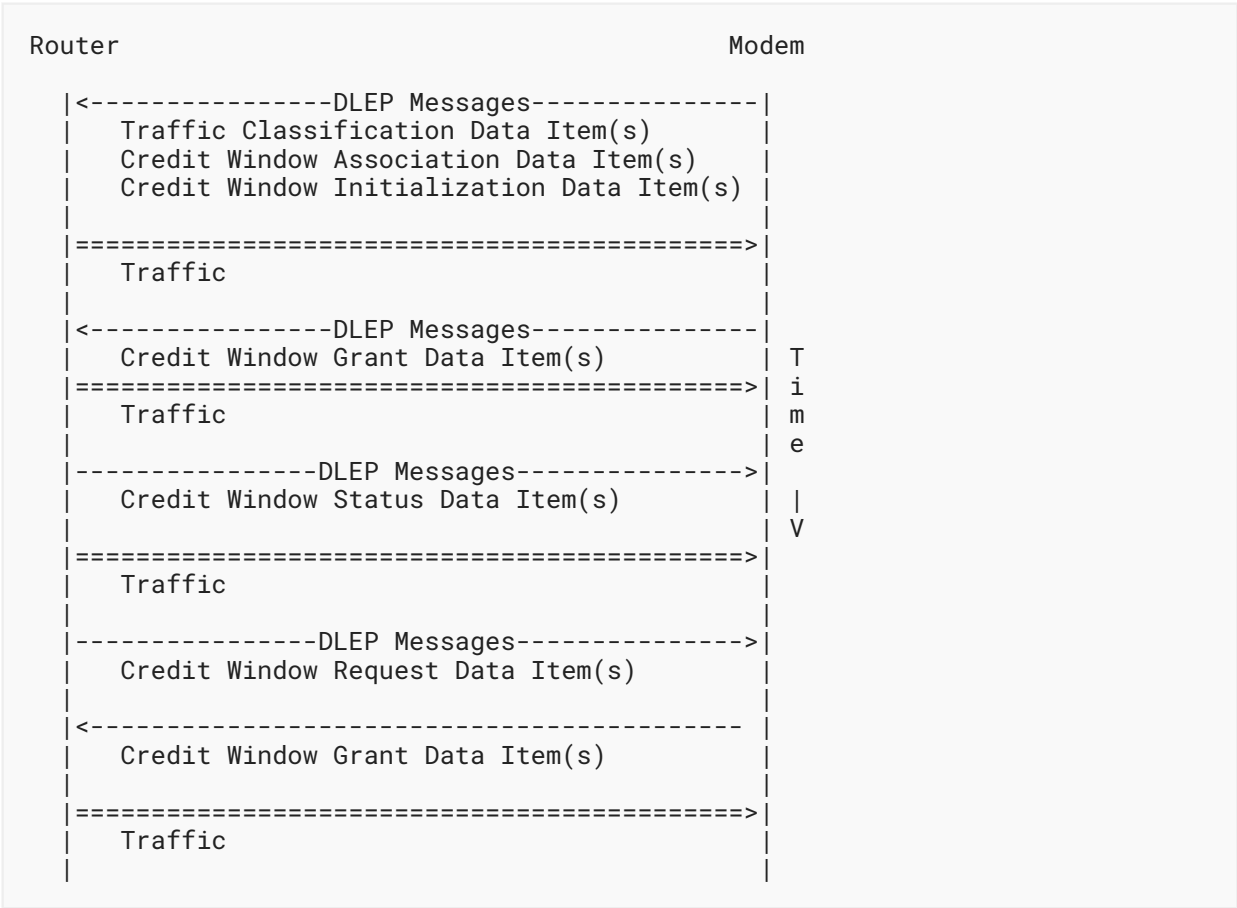 Router                                        Modem

  |<----------------DLEP Messages---------------|
  |   Traffic Classification Data Item(s)       |
  |   Credit Window Association Data Item(s)    |
  |   Credit Window Initialization Data Item(s) |
  |                                             |
  |============================================>|
  |   Traffic                                   |
  |                                             |
  |<----------------DLEP Messages---------------|
  |   Credit Window Grant Data Item(s)          | T
  |============================================>| i
  |   Traffic                                   | m
  |                                             | e
  |----------------DLEP Messages--------------->|
  |   Credit Window Status Data Item(s)         | |
  |                                             | V
  |============================================>|
  |   Traffic                                   |
  |                                             |
  |----------------DLEP Messages--------------->|
  |   Credit Window Request Data Item(s)        |
  |                                             |
  |<------------------------------------------- |
  |   Credit Window Grant Data Item(s)          |
  |                                             |
  |============================================>|
  |   Traffic                                   |
  |                                             |